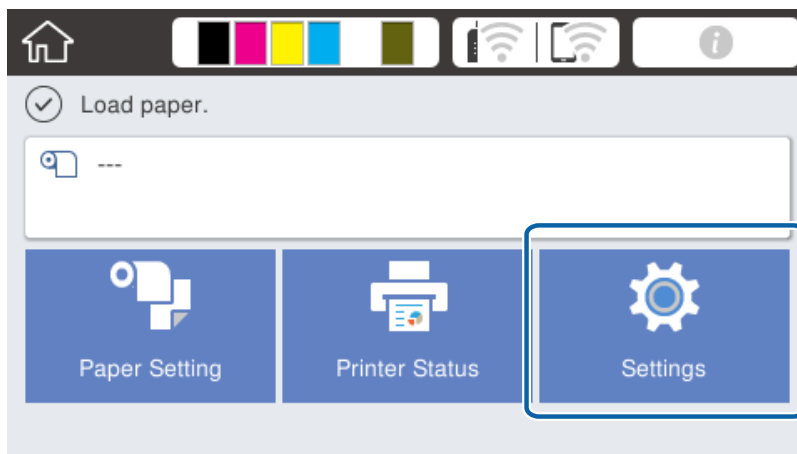 Load paper.
---
Paper Setting
Printer Status
Settings